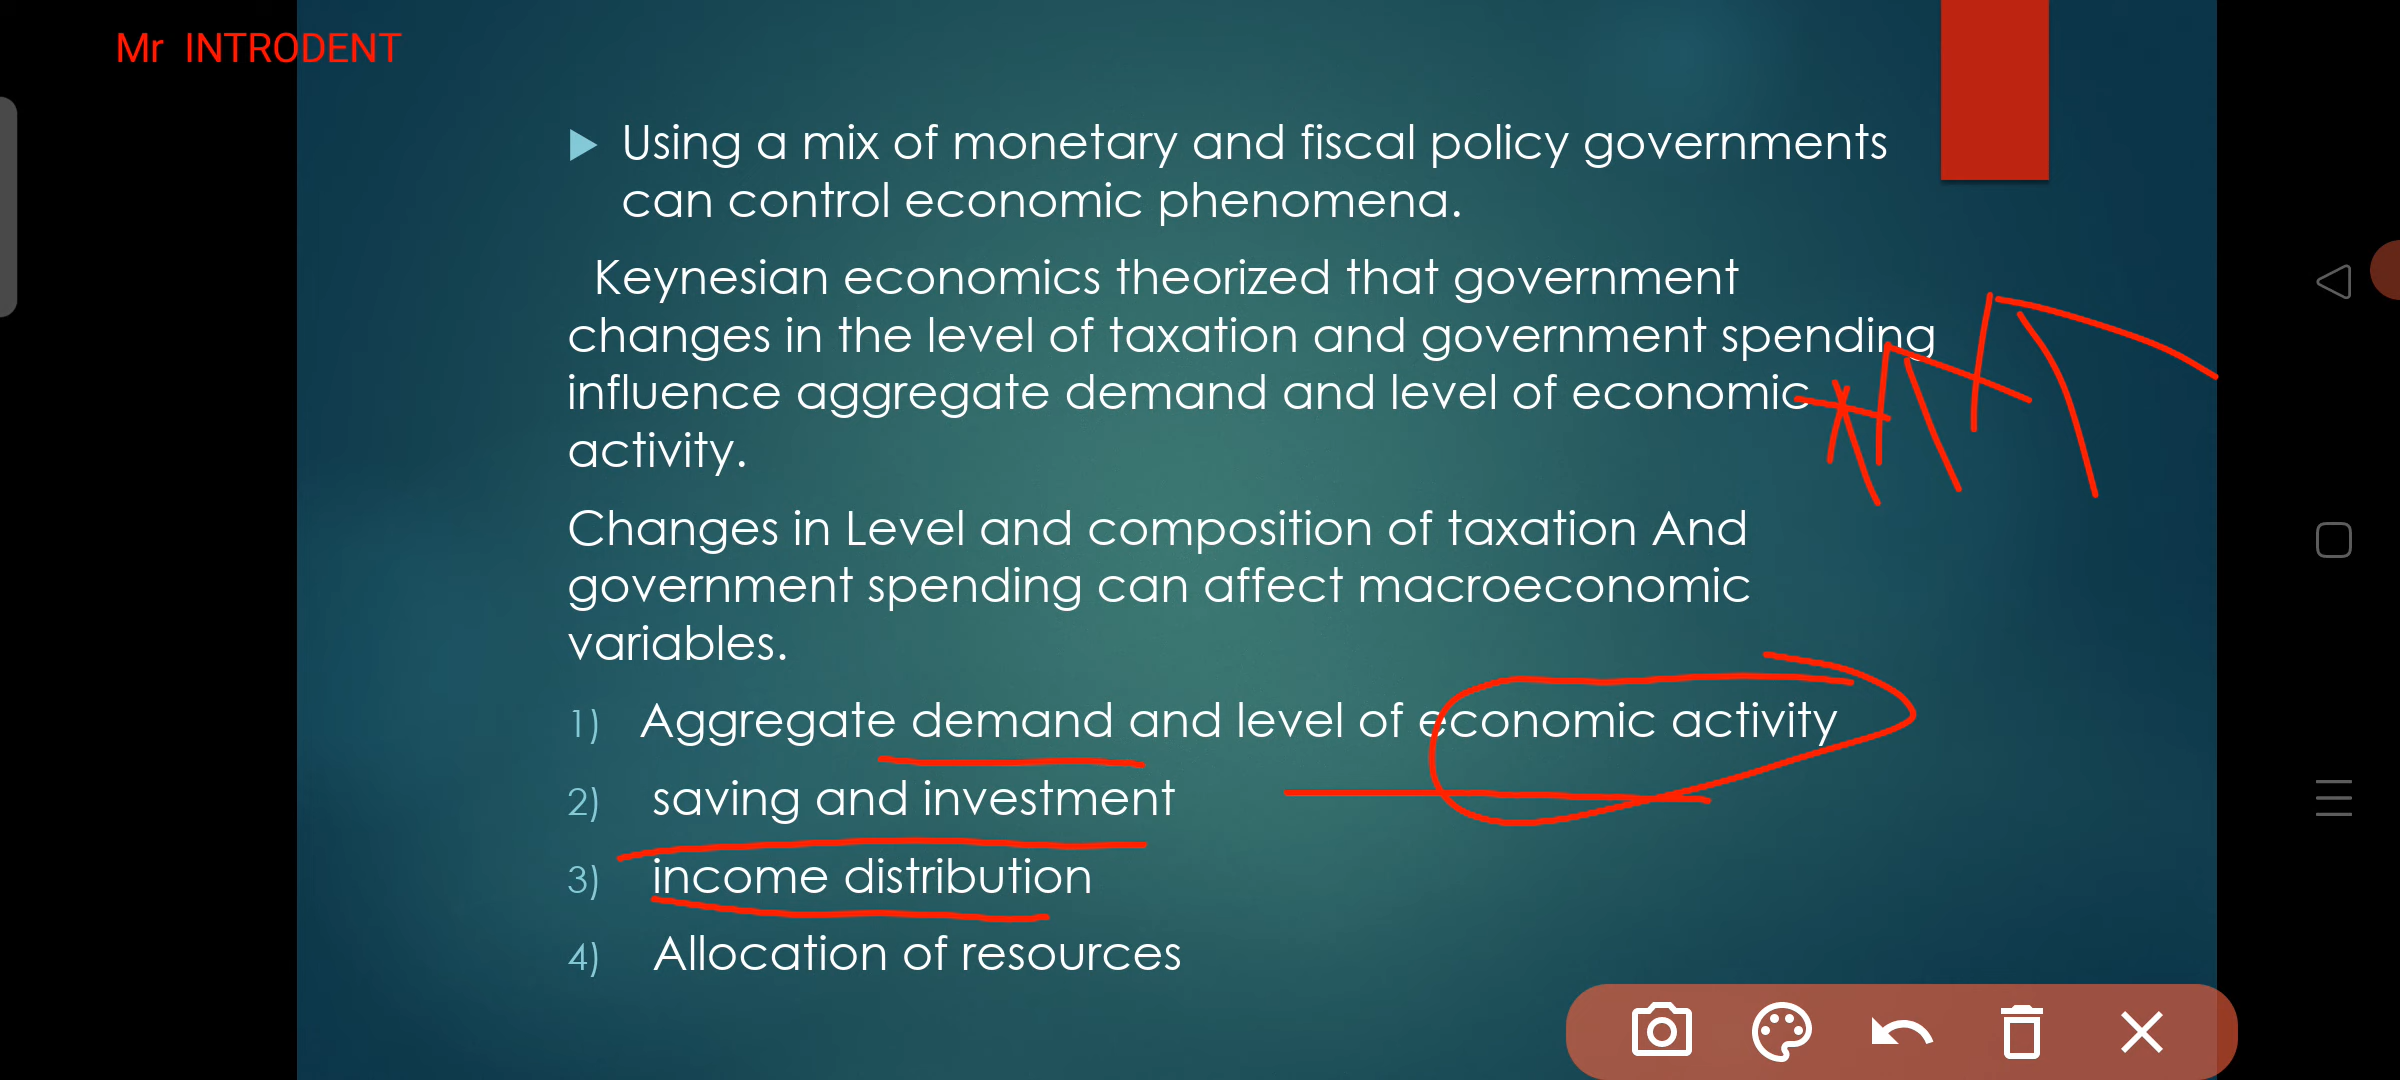 Mr INTRODENT
Using a mix of monetary and fiscal policy governments
can control economic phenomena.
Keynesian economics theorized that government
changes in the level of taxation and government spending
influence aggregate demand and level of economic
activity.
Changes in Level and composition of taxation And
government spending can affect macroeconomic
variables.
1) Aggregate demand and level of economic activity
2) saving and investment
3) income distribution
4) Allocation of resources